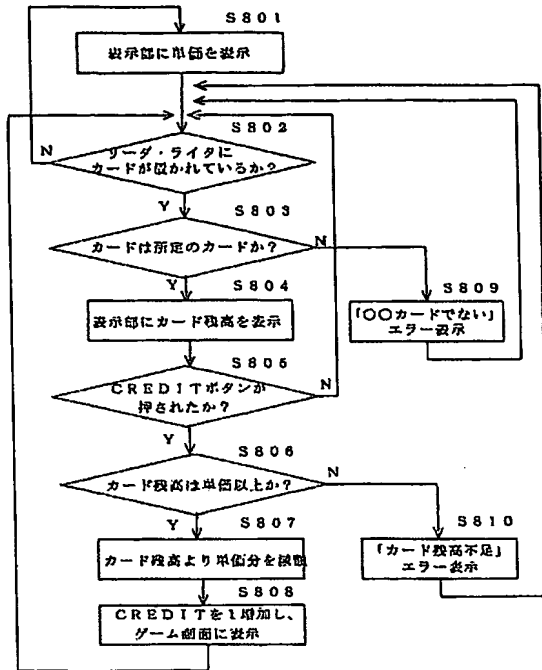 S801
表示部に単価を表示
S802
リーダ・ライタに
カードが置かれているか?
N
Y
S803
カードは所定のカードか?
N
Y
S804
表示部にカード残高を表示
S809
「〇〇カードでない」
エラー表示
S805
CREDITボタンが
押されたか?
N
Y
S806
カード残高は単価以上か?
N
Y
S807
カード残高より単価分を減額
S810
「カード残高不足」
エラー表示
S808
CREDITを1増加し、
ゲーム画面に表示